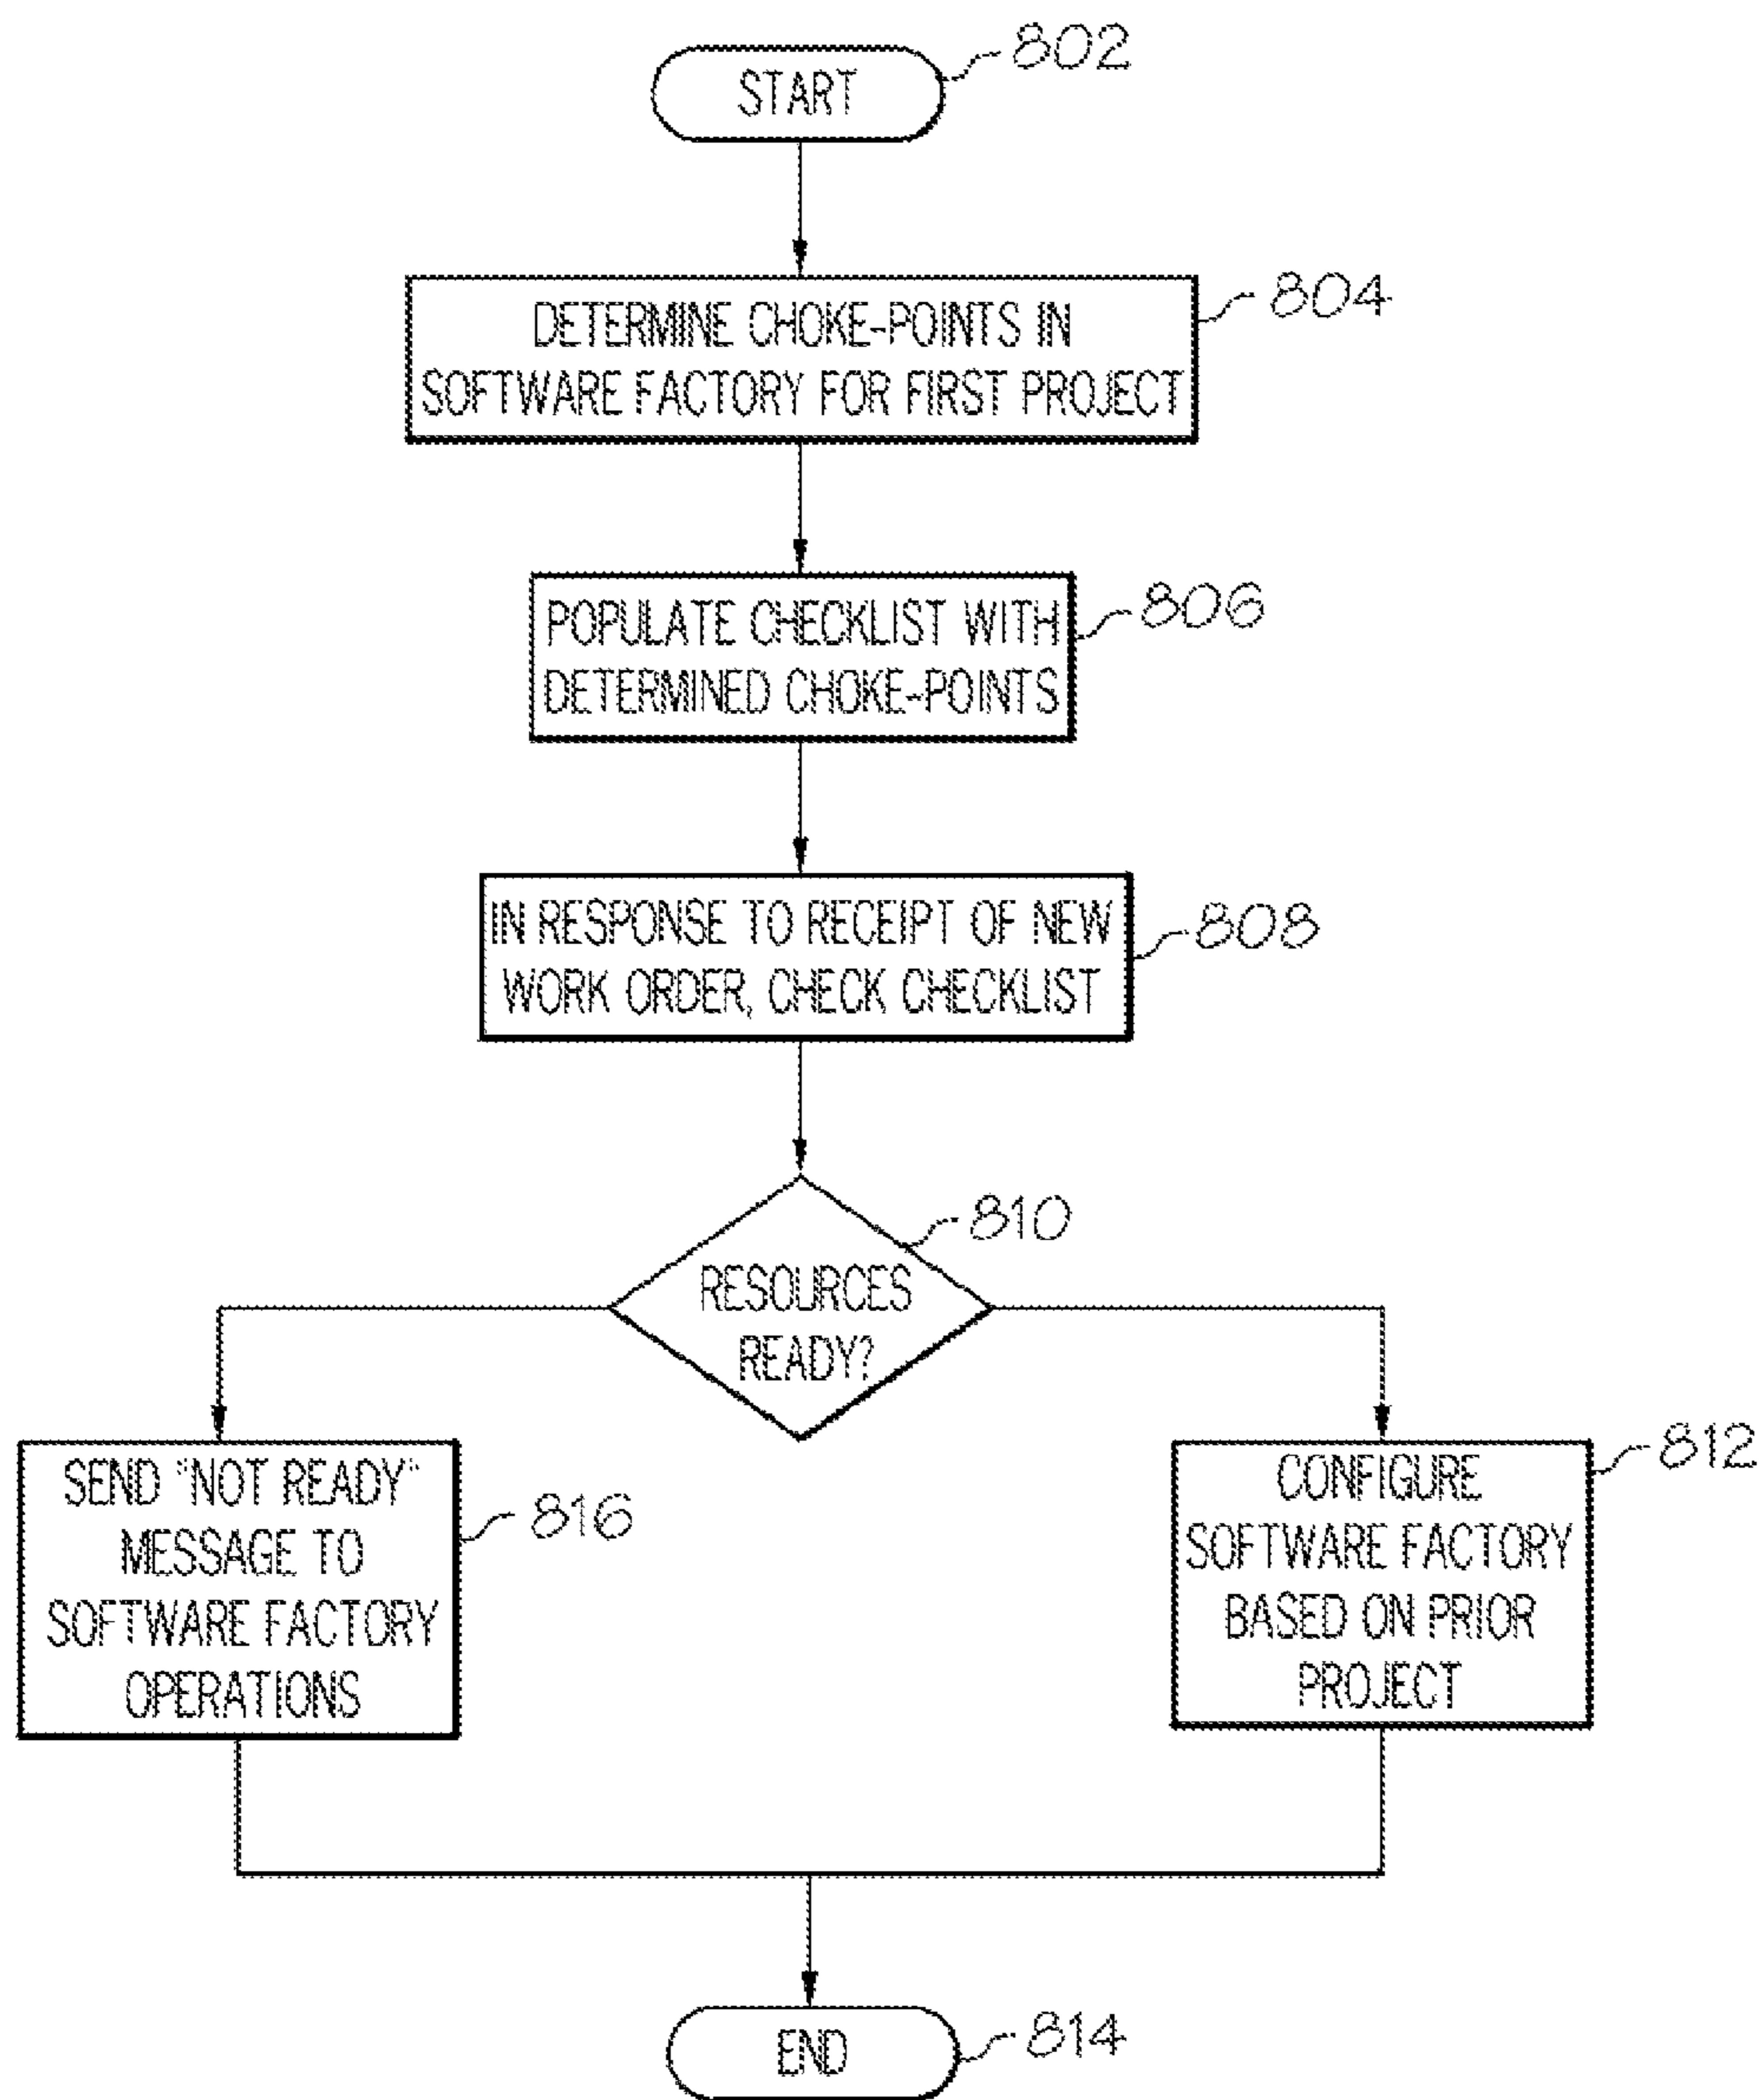 START
802
DETERMINE CHOKE-POINTS IN
SOFTWARE FACTORY FOR FIRST PROJECT
804
POPULATE CHECKLIST WITH
DETERMINED CHOKE-POINTS
806
IN RESPONSE TO RECEIPT OF NEW
WORK ORDER, CHECK CHECKLIST
808
RESOURCES
READY?
810
SEND "NOT READY"
MESSAGE TO
SOFTWARE FACTORY
OPERATIONS
816
CONFIGURE
SOFTWARE FACTORY
BASED ON PRIOR
PROJECT
812
END
814